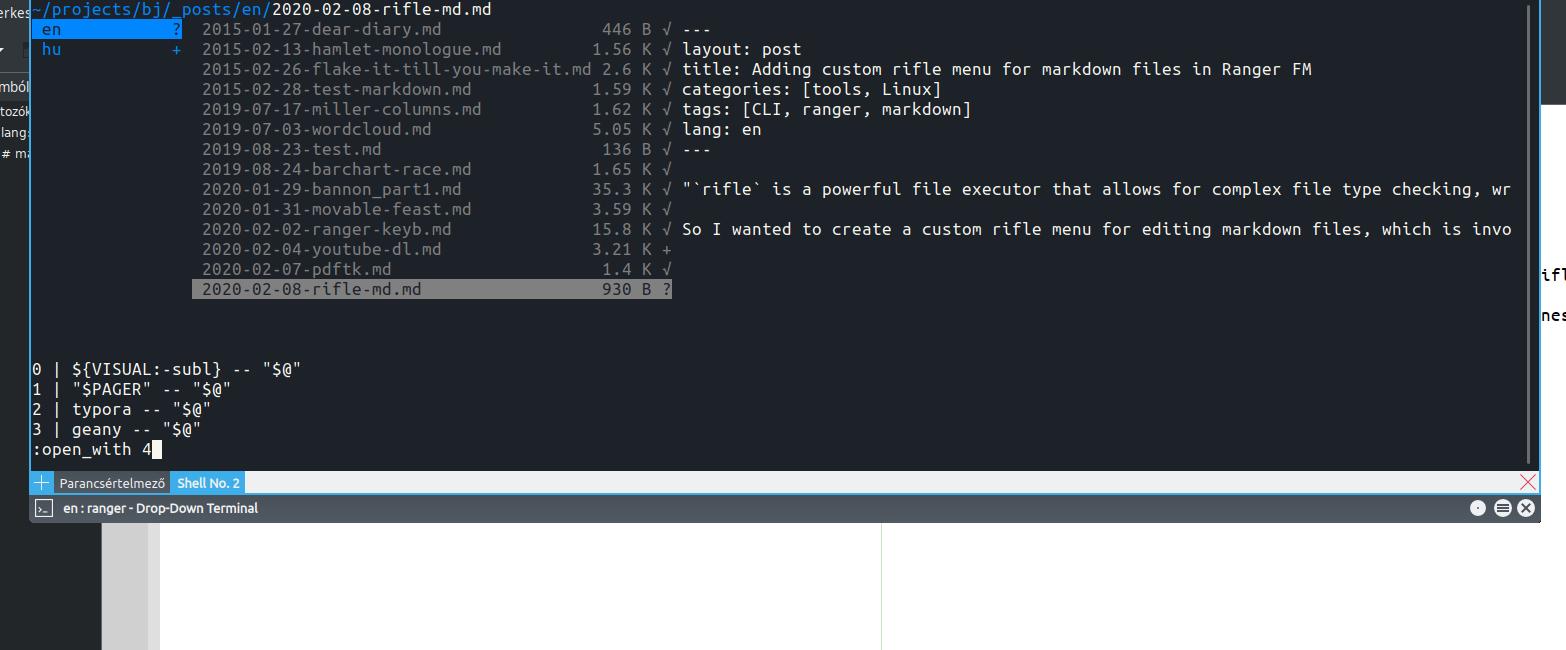 ~/projects/bj/_posts/en/2020-02-08-rifle-md.md
en ? 2015-01-27-dear-diary.md 446 B √ ---
hu + 2015-02-13-hamlet-monologue.md 1.56 K √ layout: post
2015-02-26-flake-it-till-you-make-it.md 2.6 K √ title: Adding custom rifle menu for markdown files in Ranger FM
2015-02-28-test-markdown.md 1.59 K √ categories: [tools, Linux]
2019-07-17-miller-columns.md 1.62 K √ tags: [CLI, ranger, markdown]
2019-07-03-wordcloud.md 5.05 K √ lang: en
2019-08-23-test.md 136 B √ ---
2019-08-24-barchart-race.md 1.65 K √
2020-01-29-bannon_part1.md 35.3 K √ "`rifle` is a powerful file executor that allows for complex file type checking, wr
2020-01-31-movable-feast.md 3.59 K √
2020-02-02-ranger-keyb.md 15.8 K √ So I wanted to create a custom rifle menu for editing markdown files, which is invo
2020-02-04-youtube-dl.md 3.21 K +
2020-02-07-pdftk.md 1.4 K √
2020-02-08-rifle-md.md 930 B ?
0 | ${VISUAL:-subl} -- "$@"
1 | "$PAGER" -- "$@"
2 | typora -- "$@"
3 | geany -- "$@"
:open_with 4
Parancsértelmező Shell No. 2
en : ranger - Drop-Down Terminal
erkes
mból
tozók
lang:
# ma
ifl
nes